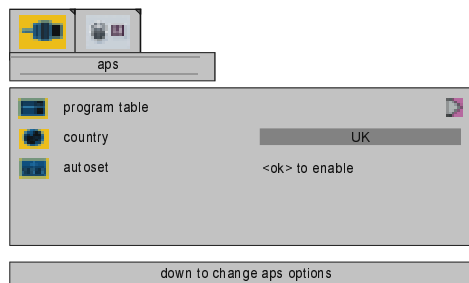 aps
program table
country UK
autoset <ok> to enable
down to change aps options